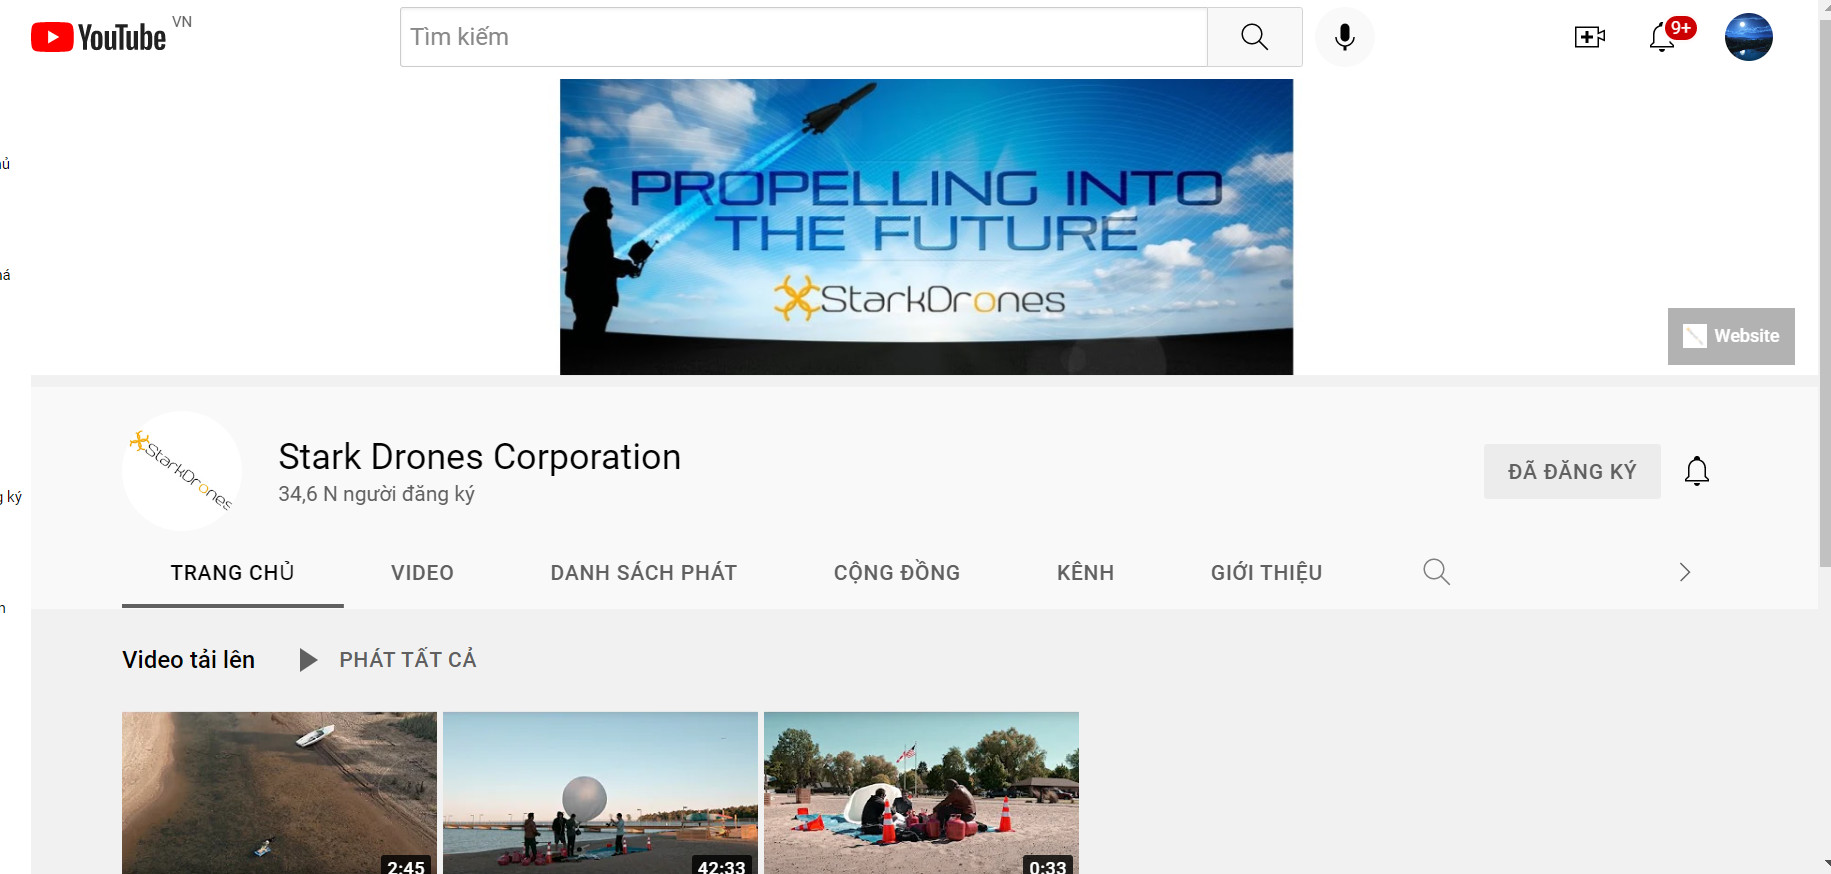 YouTube VN
Tìm kiếm
9+
PROPELLING INTO
THE FUTURE
StarkDrones
Website
StarkDrones
Stark Drones Corporation
34,6 N người đăng ký
ĐÃ ĐĂNG KÝ
TRANG CHỦ VIDEO DANH SÁCH PHÁT CỘNG ĐỒNG KÊNH GIỚI THIỆU
ký
Video tải lên PHÁT TẤT CẢ
2:45 42:33 0:33